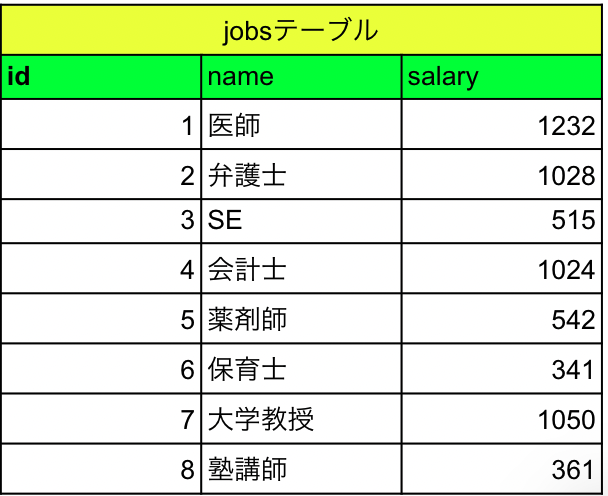 jobsテーブル
id name salary
1 医師 1232
2 弁護士 1028
3 SE 515
4 会計士 1024
5 薬剤師 542
6 保育士 341
7 大学教授 1050
8 塾講師 361